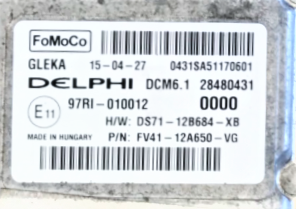 FoMoCo
GLEKA 15-04-27 0431SA51170601
DELPHI DCM6.1 28480431
E11 97RI-010012 0000
H/W: DS71-12B684-XB
MADE IN HUNGARY P/N: FV41-12A650-VG